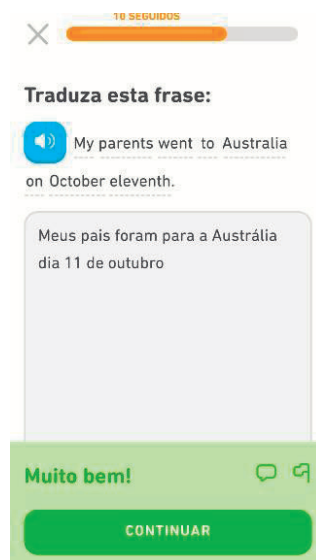 10 SEGUIDOS
Traduza esta frase:
My parents went to Australia
on October eleventh.
Meus pais foram para a Austrália
dia 11 de outubro
Muito bem!
CONTINUAR